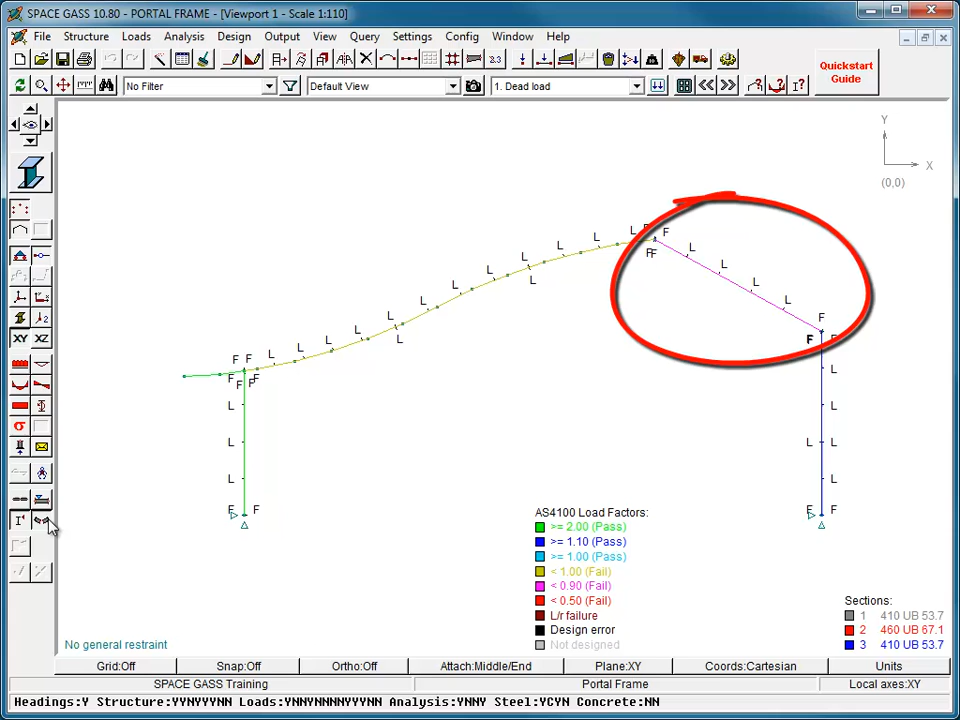 SPACE GASS 10.80 - PORTAL FRAME - [Viewport 1 - Scale 1:110]
File Structure Loads Analysis Design Output View Query Settings Config Window Help
2.3
Quickstart Guide
No Filter Default View 1. Dead load
Y
X
(0,0)
F L F F
L L F F
L L
L L L
L L
L L F
L L F F
L L
F F L L
F F F F L
L L L
L L L
L L
F F F F
XY XZ
AS4100 Load Factors:
>= 2.00 (Pass)
>= 1.10 (Pass)
>= 1.00 (Pass)
< 1.00 (Fail)
< 0.90 (Fail)
< 0.50 (Fail)
L/r failure
Design error
Not designed
Sections:
1 410 UB 53.7
2 460 UB 67.1
3 410 UB 53.7
No general restraint
Grid:Off Snap:Off Ortho:Off Attach:Middle/End Plane:XY Coords:Cartesian Units
SPACE GASS Training Portal Frame Local axes:XY
Headings:Y Structure:YYNYYYNN Loads:YNNYNNNNYYYNN Analysis:YNNY Steel:YCYN Concrete:NN